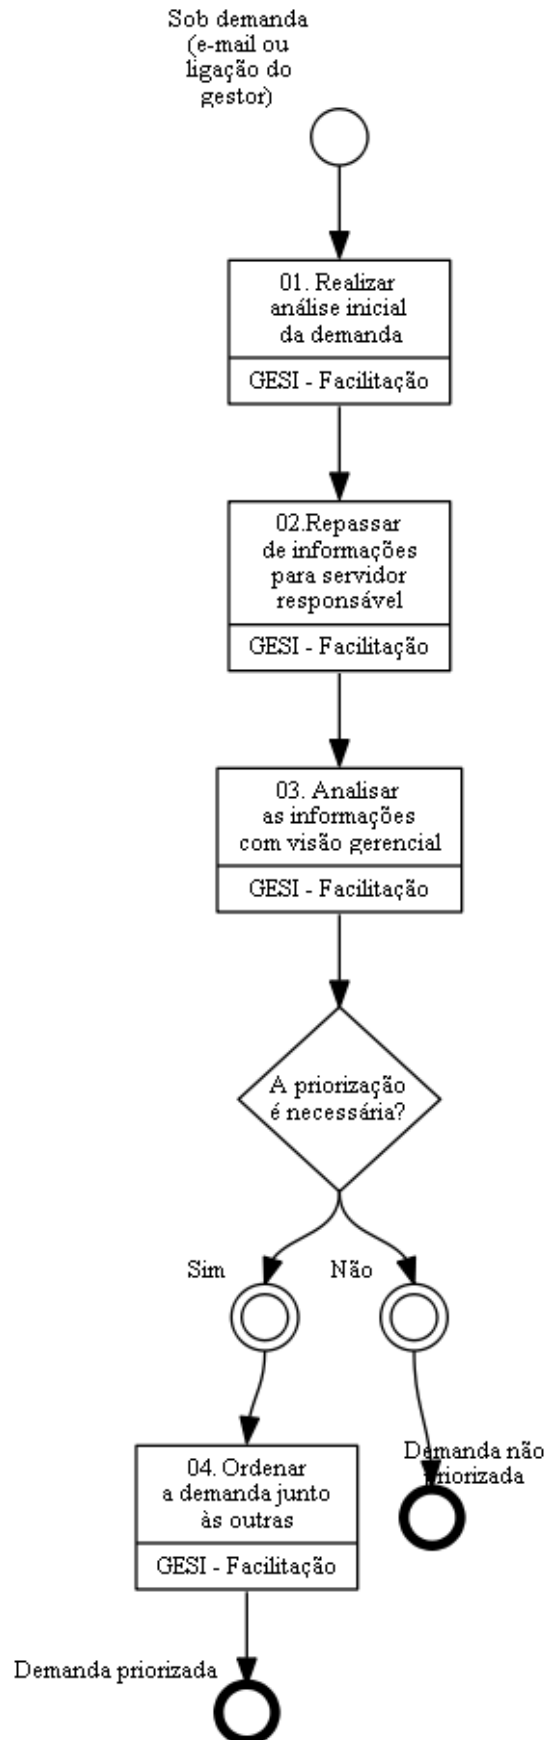 Sob demanda
(e-mail ou
ligação do
gestor)
01. Realizar
análise inicial
da demanda
GESI - Facilitação
02.Repassar
de informações
para servidor
responsável
GESI - Facilitação
03. Analisar
as informações
com visão gerencial
GESI - Facilitação
A priorização
é necessária?
Sim
Não
04. Ordenar
a demanda junto
às outras
GESI - Facilitação
Demanda não
priorizada
Demanda priorizada